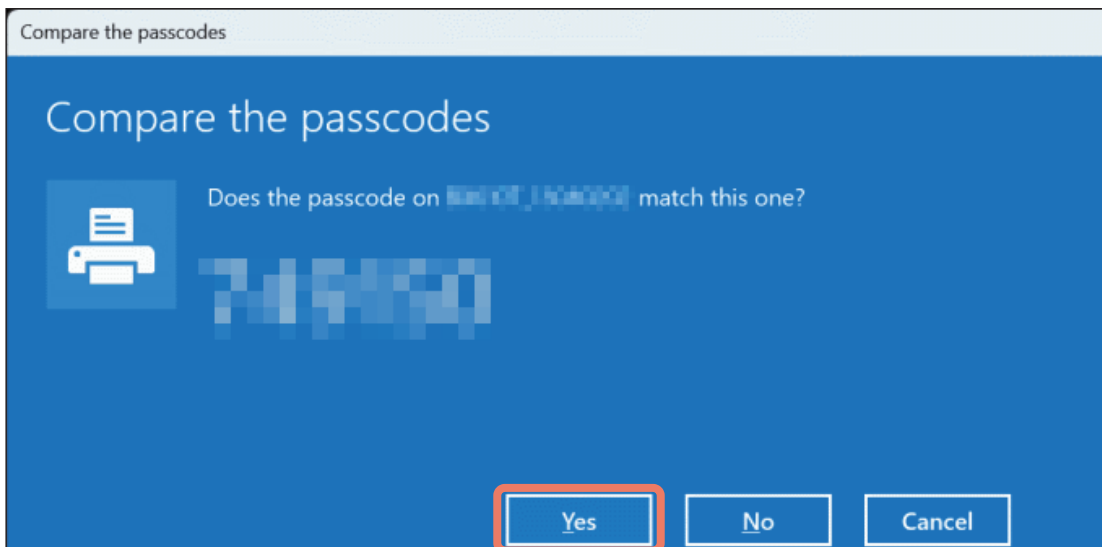 Compare the passcodes
Compare the passcodes
Does the passcode on match this one?
Yes No Cancel